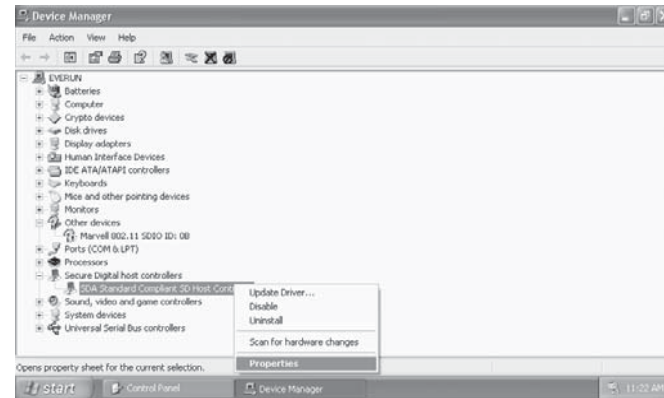 Device Manager
File Action View Help
EVERUN
Batteries
Computer
Crypto devices
Disk drives
Display adapters
Human Interface Devices
IDE ATA/ATAPI controllers
Keyboards
Mice and other pointing devices
Monitors
Other devices
Marvell 802.11 SDIO ID: 0B
Ports (COM & LPT)
Processors
Secure Digital host controllers
SDA Standard Compliant SD Host Cont
Sound, video and game controllers
System devices
Universal Serial Bus controllers
Update Driver...
Disable
Uninstall
Scan for hardware changes
Properties
Opens property sheet for the current selection.
start
Control Panel
Device Manager
11:22 AM